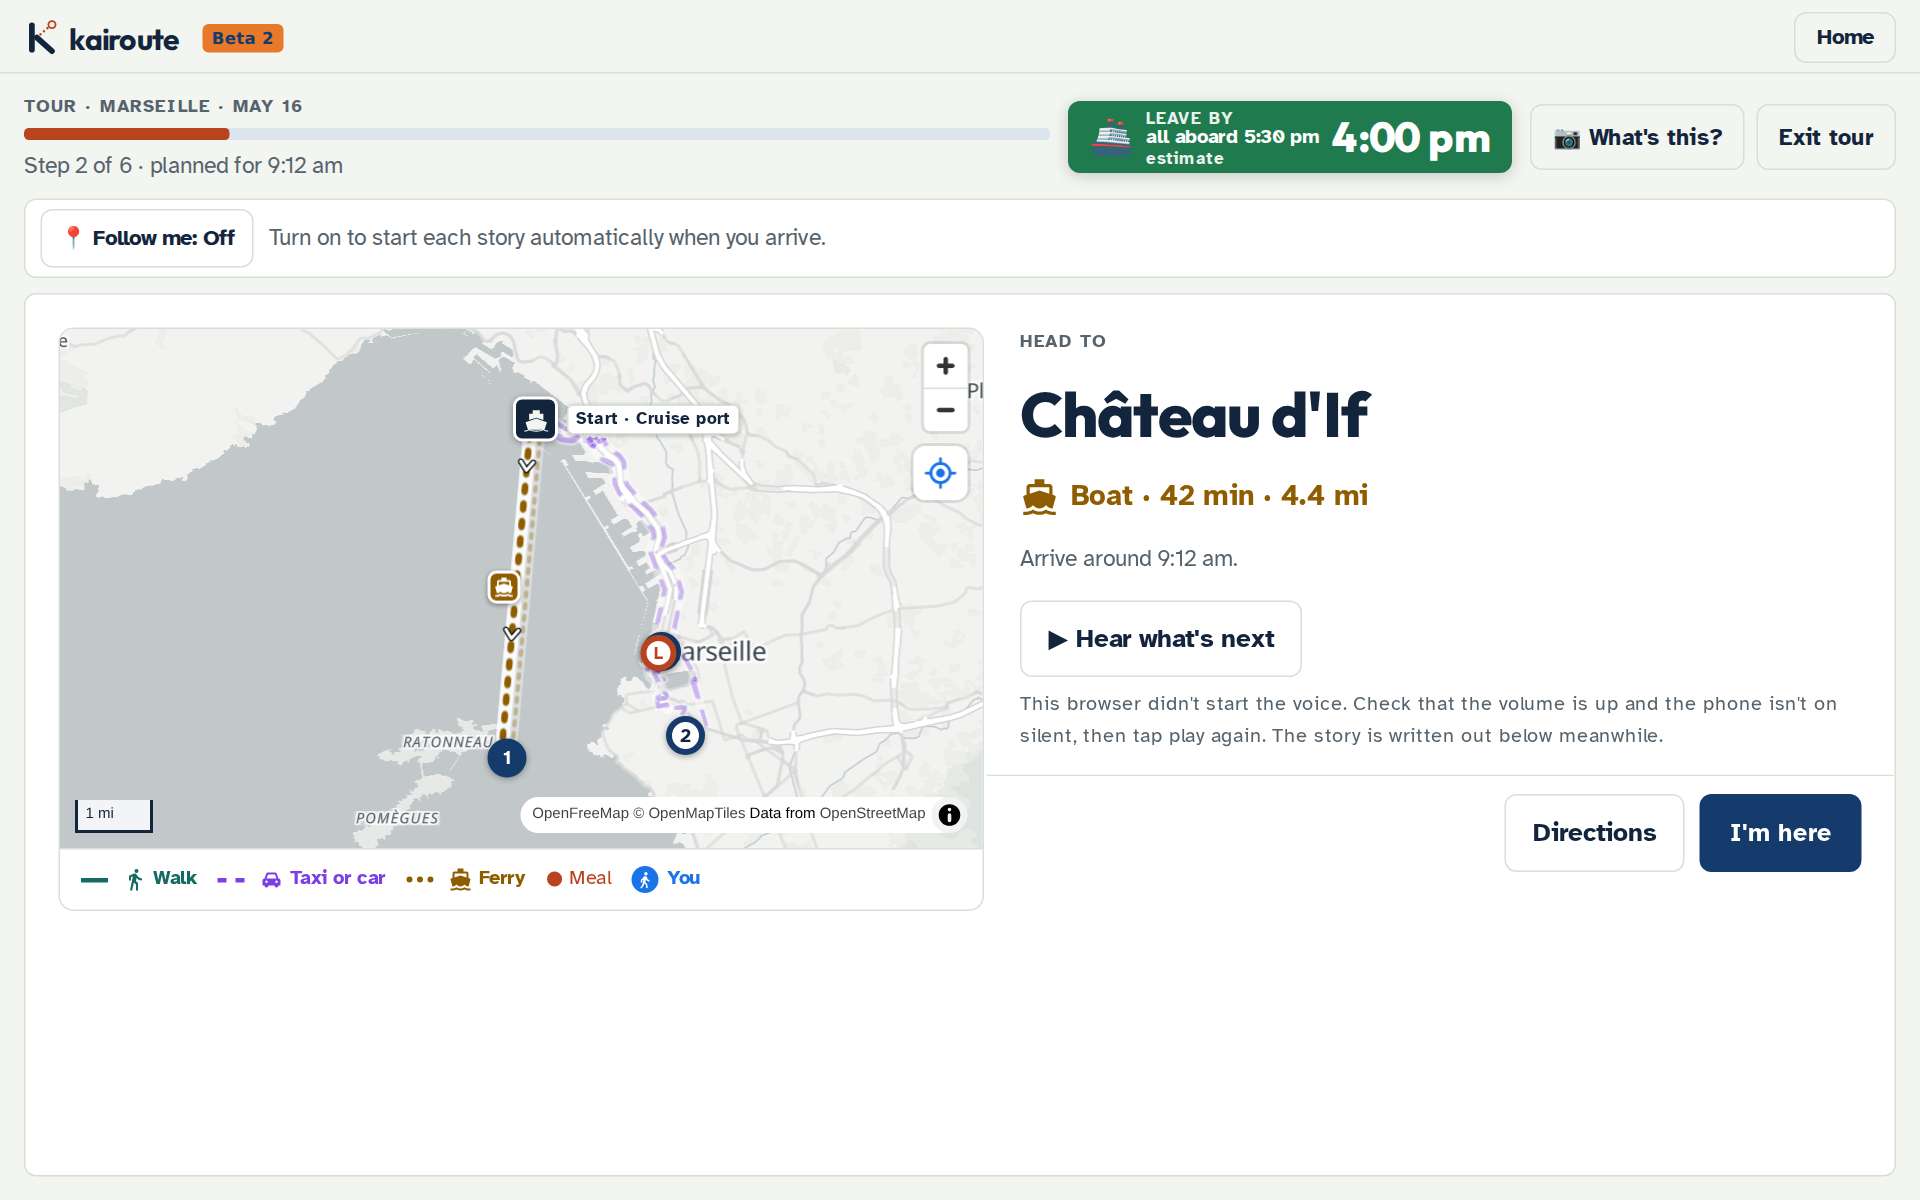 kairoute
Beta 2
Home
TOUR · MARSEILLE · MAY 16
Step 2 of 6 · planned for 9:12 am
LEAVE BY
all aboard 5:30 pm
estimate
4:00 pm
What's this?
Exit tour
Follow me: Off
Turn on to start each story automatically when you arrive.
e
Pl
Start · Cruise port
L
arseille
2
RATONNEAU
1
POMÈGUES
1 mi
OpenFreeMap © OpenMapTiles Data from OpenStreetMap
Walk
Taxi or car
Ferry
Meal
You
HEAD TO
Château d'If
Boat · 42 min · 4.4 mi
Arrive around 9:12 am.
Hear what's next
This browser didn't start the voice. Check that the volume is up and the phone isn't on
silent, then tap play again. The story is written out below meanwhile.
Directions
I'm here